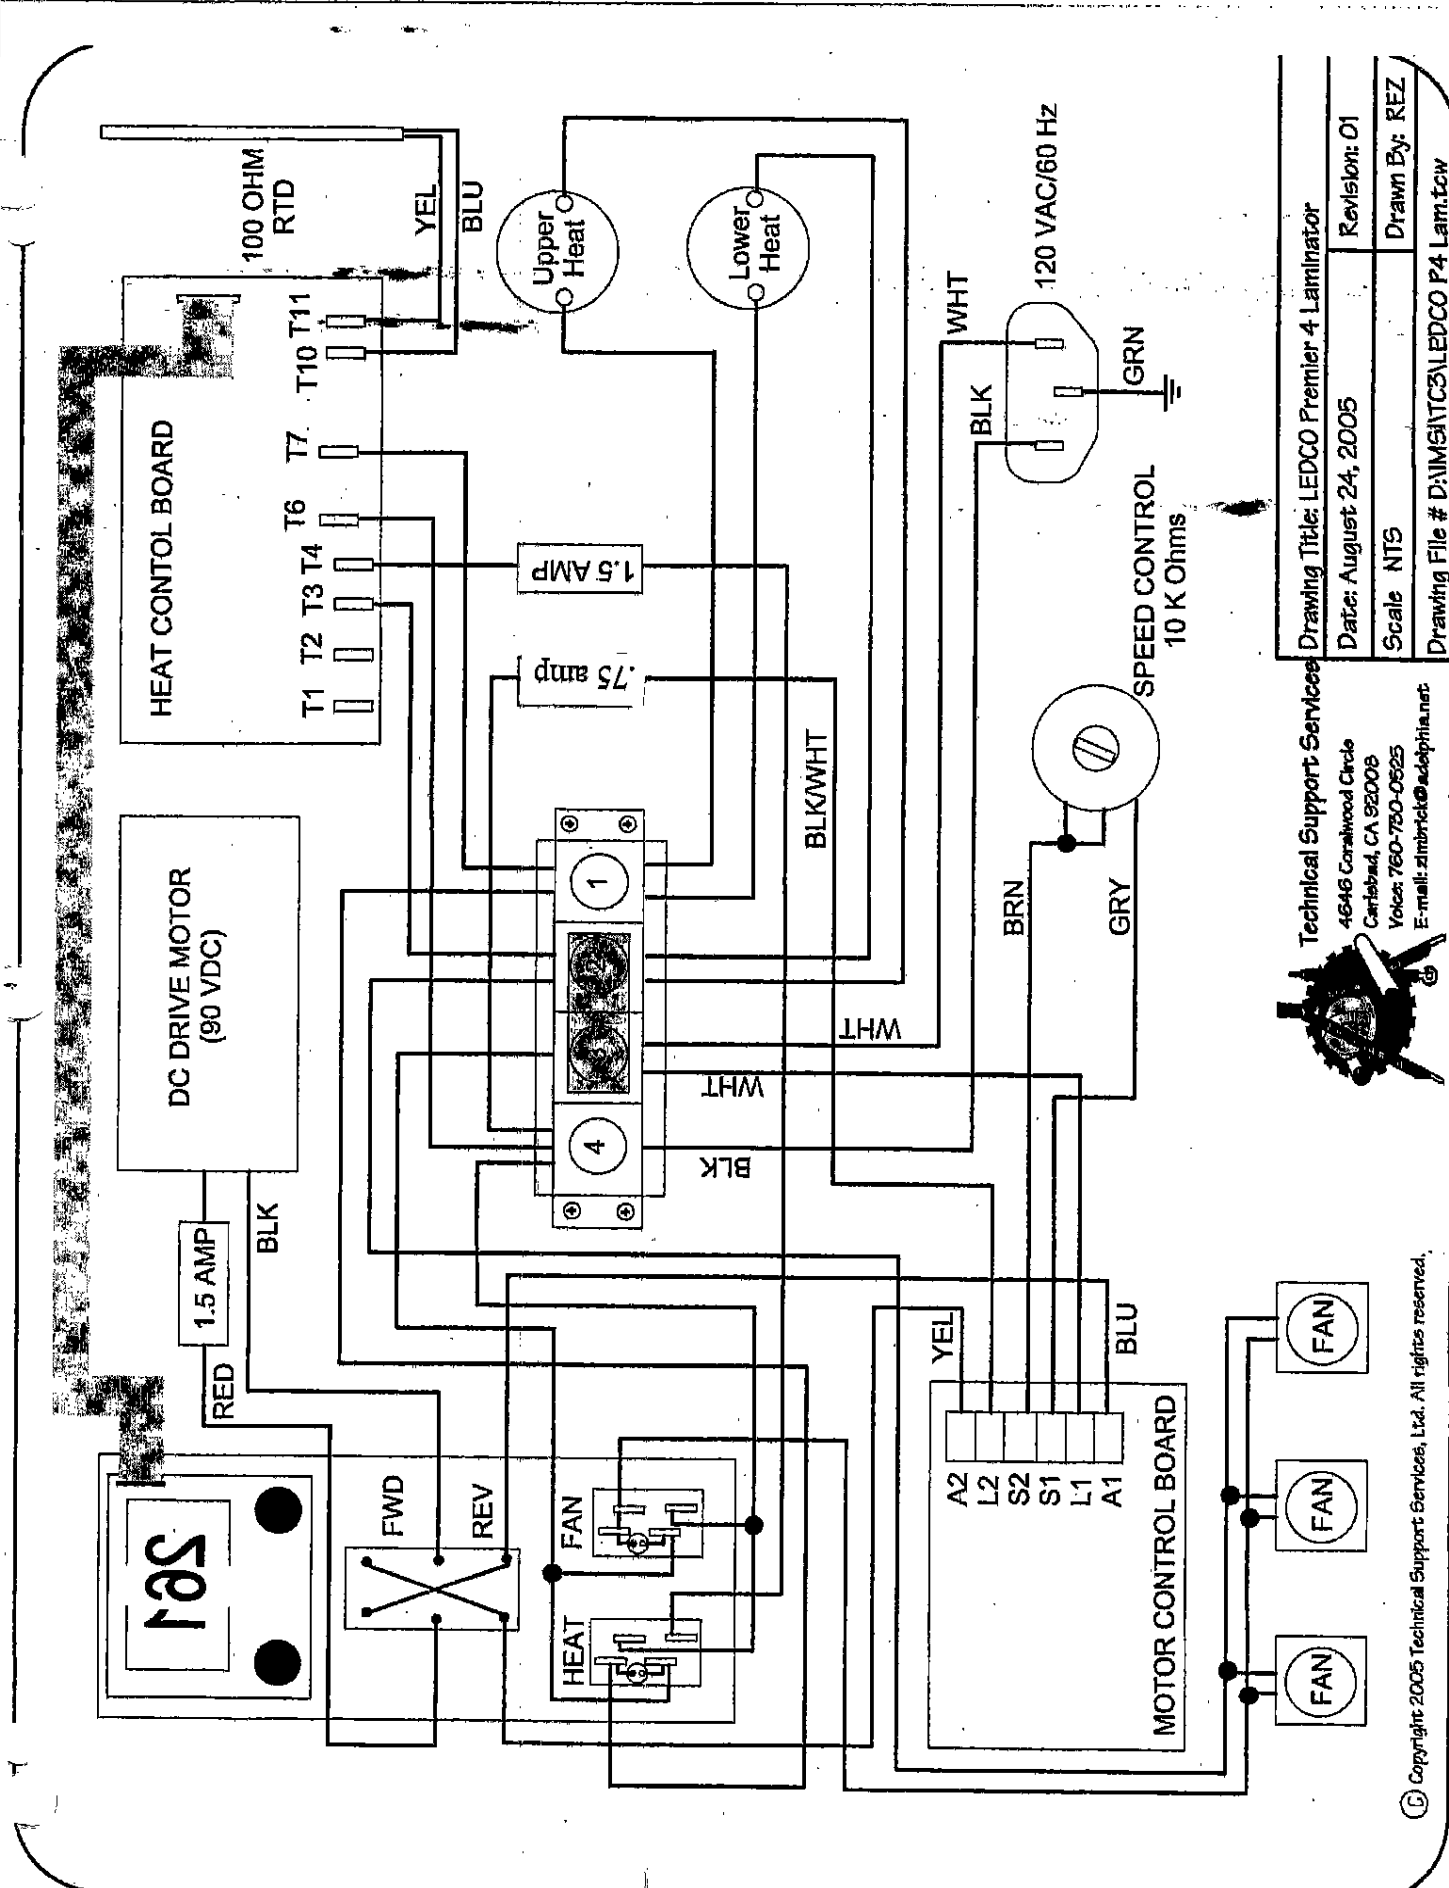 261
RED
1.5 AMP
BLK
DC DRIVE MOTOR
(90 VDC)
HEAT CONTOL BOARD
T1
T2
T3
T4
T6
T7
T10
T11
100 OHM
RTD
YEL
BLU
FWD
REV
HEAT
FAN
4
1
.75 amp
1.5 AMP
Upper
Heat
Lower
Heat
BLK
WHT
WHT
BLK/WHT
BLK
WHT
120 VAC/60 Hz
GRN
MOTOR CONTROL BOARD
A2
L2
S2
S1
L1
A1
YEL
BLU
BRN
GRY
SPEED CONTROL
10 K Ohms
FAN
FAN
FAN
© Copyright 2005 Technical Support Services, Ltd. All rights reserved.
Technical Support Services
4646 Coralwood Circle
Carlsbad, CA 92008
Voice: 760-730-0525
E-mail: zimbrick@adelphia.net
Drawing Title: LEDCO Premier 4 Laminator
Date: August 24, 2005
Revision: 01
Scale NTS
Drawn By: REZ
Drawing File # D:\IMSI\TC3\LEDCO P4 Lam.tcw